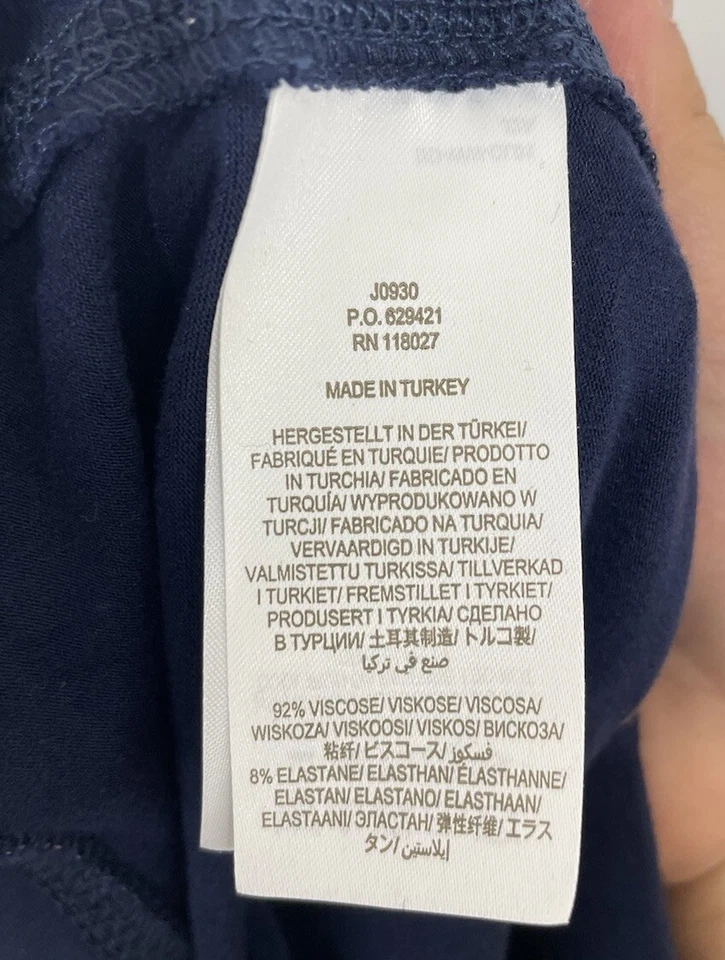 J0930
P.O. 629421
RN 118027
MADE IN TURKEY
HERGESTELLT IN DER TÜRKEI/
FABRIQUÉ EN TURQUIE/ PRODOTTO
IN TURCHIA/ FABRICADO EN
TURQUÍA/ WYPRODUKOWANO W
TURCJI/ FABRICADO NA TURQUIA/
VERVAARDIGD IN TURKIJE/
VALMISTETTU TURKISSA/ TILLVERKAD
I TURKIET/ FREMSTILLET I TYRKIET/
PRODUSERT I TYRKIA/ СДЕЛАНО
В ТУРЦИИ/ 土耳其制造/ トルコ製/
صنع في تركيا
92% VISCOSE/ VISKOSE/ VISCOSA/
WISKOZA/ VISKOOSI/ VISKOS/ ВИСКОЗА/
粘纤/ ビスコース/ فسكوز/
8% ELASTANE/ ELASTHAN/ ÉLASTHANNE/
ELASTAN/ ELASTANO/ ELASTHAAN/
ELASTAANI/ ЭЛАСТАН/ 弹性纤维/ エラス
タン/ إيلاستين